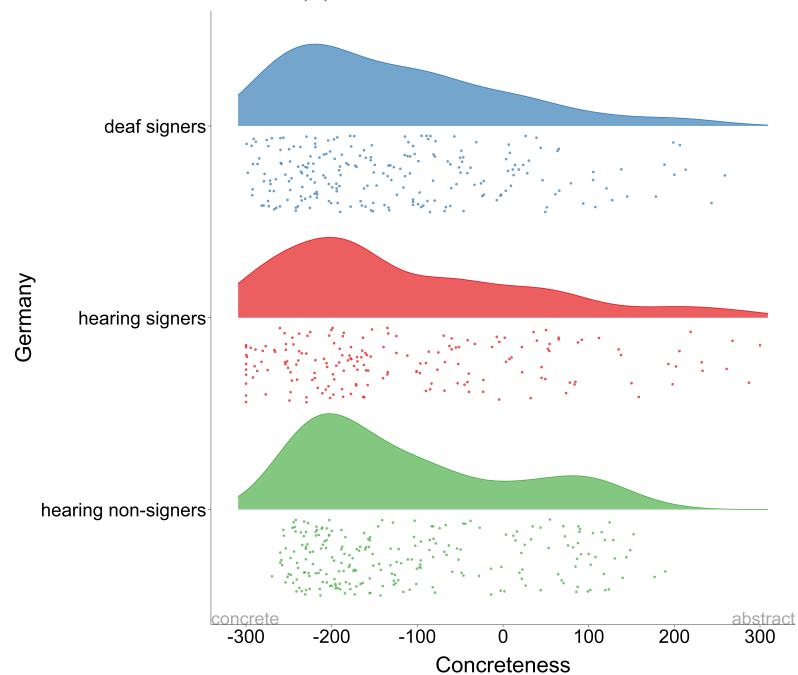 deaf signers
hearing signers
hearing non-signers
Germany
concrete
abstract
-300 -200 -100 0 100 200 300
Concreteness